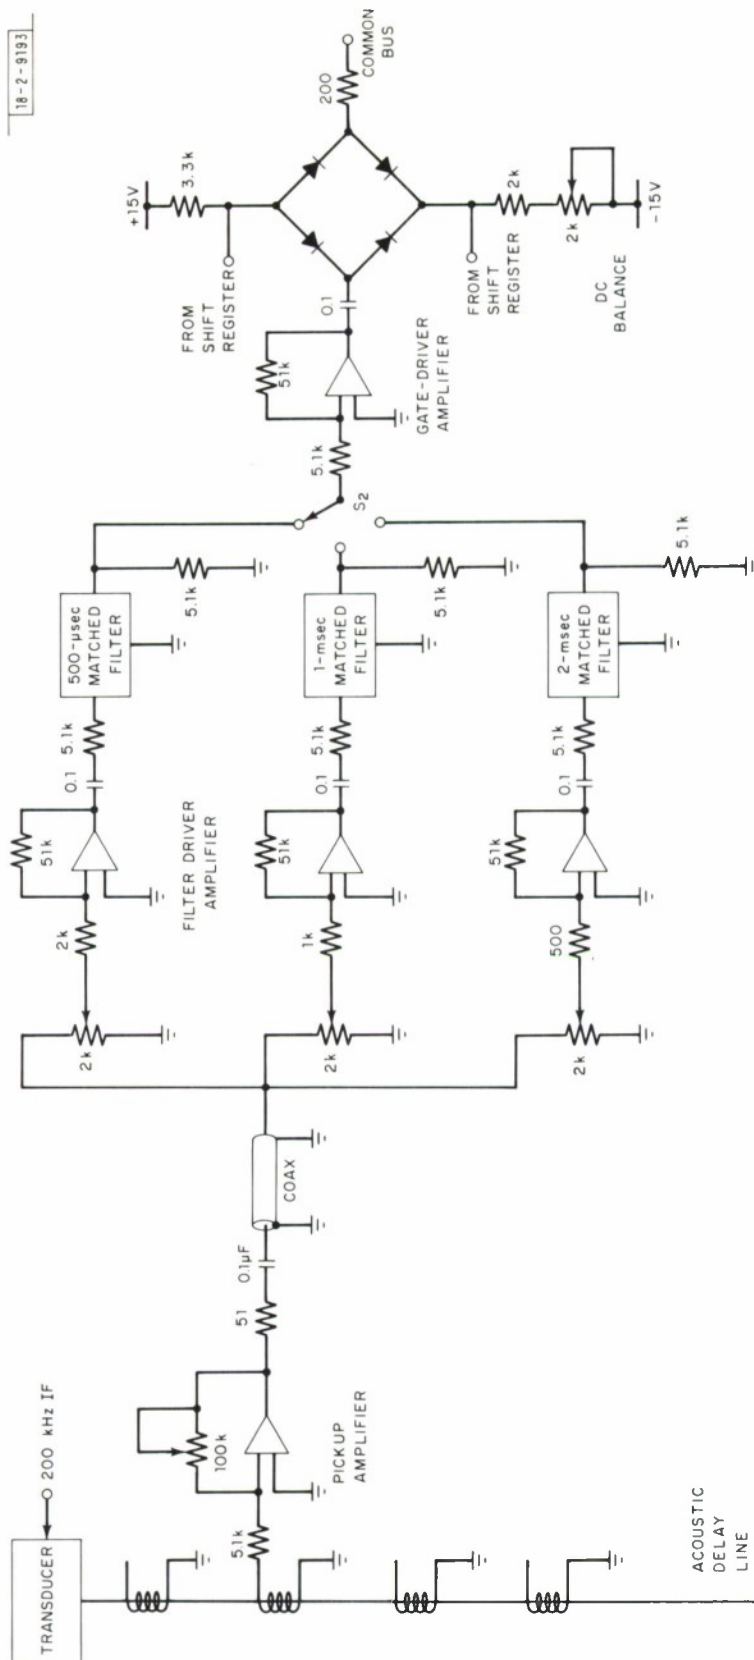 18-2-9193
TRANSDUCER
200 kHz IF
ACOUSTIC
DELAY
LINE
5.1k
100k
PICKUP
AMPLIFIER
51
0.1µF
COAX
2k
2k
51k
FILTER DRIVER
AMPLIFIER
0.1
5.1k
500-µsec
MATCHED
FILTER
5.1k
2k
1k
51k
0.1
5.1k
1-msec
MATCHED
FILTER
5.1k
2k
500
51k
0.1
5.1k
2-msec
MATCHED
FILTER
5.1k
S2
5.1k
51k
GATE-DRIVER
AMPLIFIER
0.1
+15V
3.3k
FROM
SHIFT
REGISTER
200
COMMON
BUS
FROM
SHIFT
REGISTER
2k
2k
DC
BALANCE
-15V